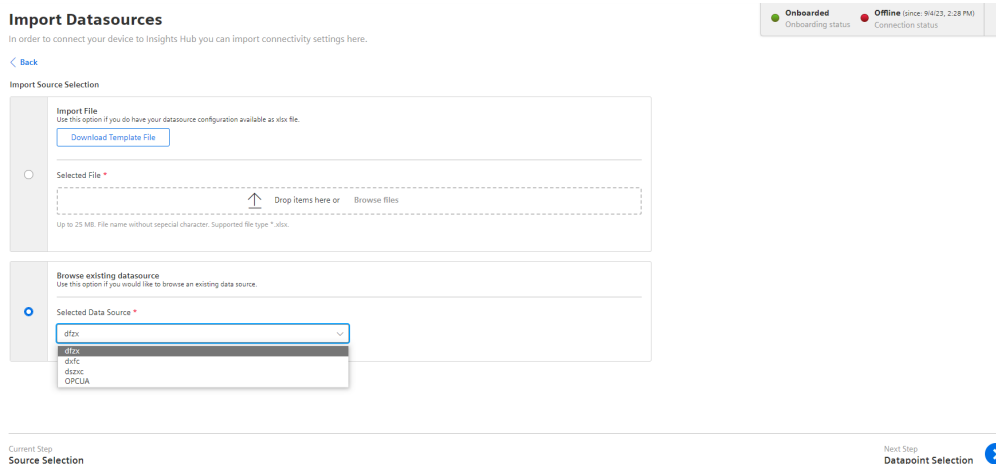 Import Datasources
In order to connect your device to Insights Hub you can import connectivity settings here.
Onboarded
Onboarding status
Offline (since: 9/4/23, 2:28 PM)
Connection status
Back
Import Source Selection
Import File
Use this option if you do have your datasource configuration available as xlsx file.
Download Template File
Selected File *
Drop items here or Browse files
Up to 25 MB. File name without sepecial character. Supported file type *.xlsx.
Browse existing datasource
Use this option if you would like to browse an existing data source.
Selected Data Source *
dfzx
dfzx
dxfc
dszxc
OPCUA
Current Step
Source Selection
Next Step
Datapoint Selection